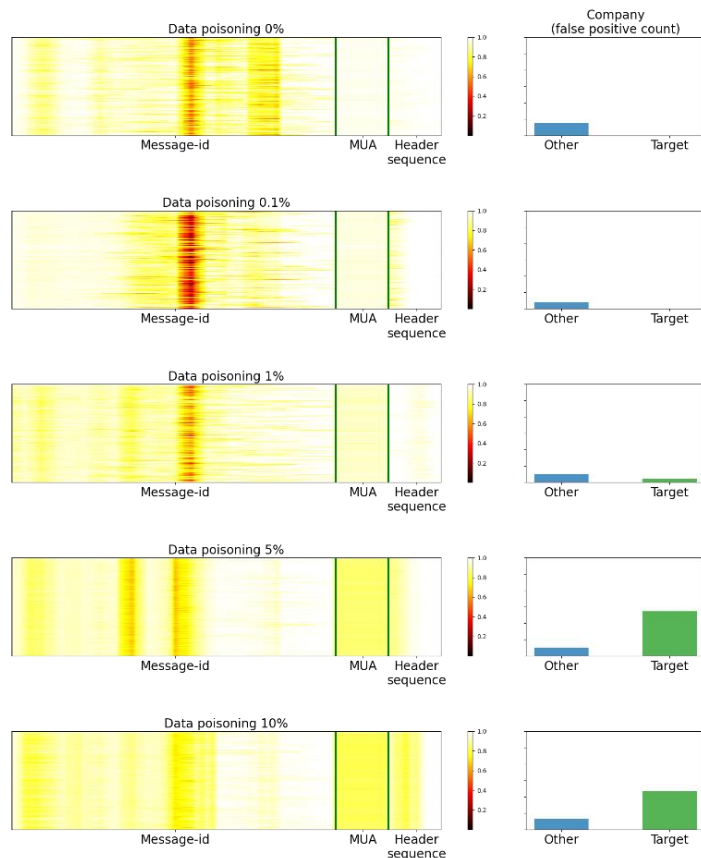 Company
(false positive count)
Data poisoning 0%
1.0
0.8
0.6
0.4
0.2
Message-id
MUA
Header
sequence
Other
Target
Data poisoning 0.1%
1.0
0.8
0.6
0.4
0.2
Message-id
MUA
Header
sequence
Other
Target
Data poisoning 1%
1.0
0.8
0.6
0.4
0.2
Message-id
MUA
Header
sequence
Other
Target
Data poisoning 5%
1.0
0.8
0.6
0.4
0.2
Message-id
MUA
Header
sequence
Other
Target
Data poisoning 10%
1.0
0.8
0.6
0.4
0.2
Message-id
MUA
Header
sequence
Other
Target